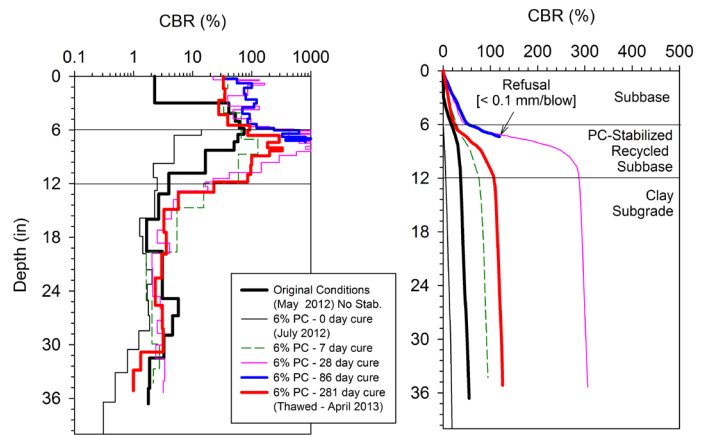 CBR (%)
0.1 1 10 100 1000
0
6
12
18
24
30
36
Depth (in)
Original Conditions
(May 2012) No Stab.
6% PC - 0 day cure
(July 2012)
6% PC - 7 day cure
6% PC - 28 day cure
6% PC - 86 day cure
6% PC - 281 day cure
(Thawed - April 2013)
CBR (%)
0 100 200 300 400 500
0
6
12
18
24
30
36
Refusal
[< 0.1 mm/blow]
Subbase
PC-Stabilized
Recycled
Subbase
Clay
Subgrade